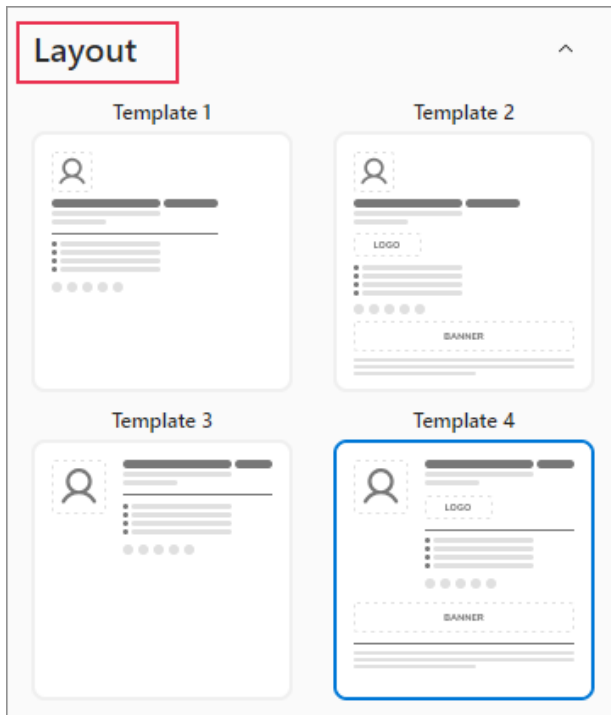 Layout
Template 1
Template 2
LOGO
BANNER
Template 3
Template 4
LOGO
BANNER